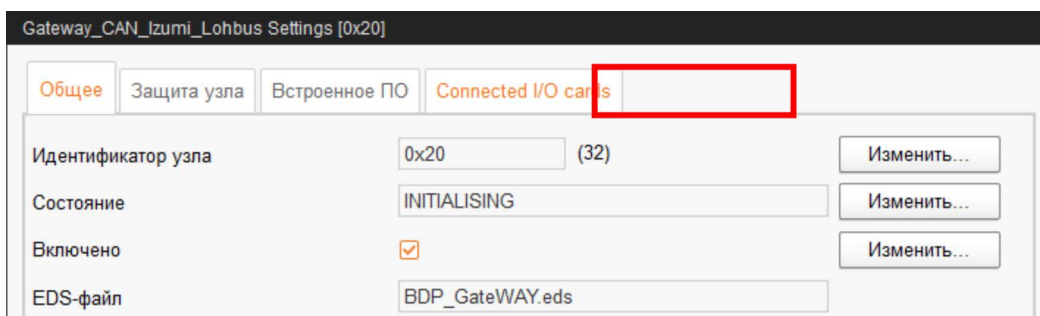 Gateway_CAN_Izumi_Lohbus Settings [0x20]
Общее Защита узла Встроенное ПО Connected I/O cards
Идентификатор узла 0x20 (32) Изменить...
Состояние INITIALISING Изменить...
Включено Изменить...
EDS-файл BDP_GateWAY.eds